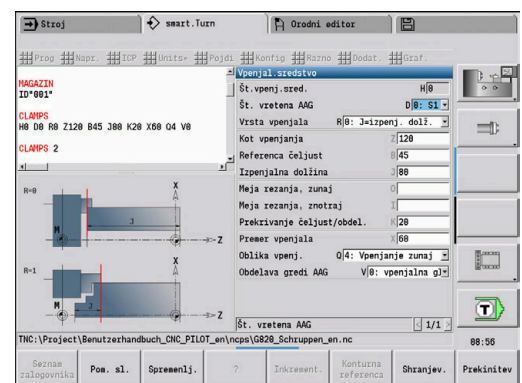 Stroj
smart.Turn
Orodni editor
Prog
Napr.
ICP
Units»
Pojdi
Konfig
Razno
Dodat.
Graf.
MAGAZIN
ID"001"
CLAMPS
H0 D0 R0 Z120 B45 J80 K20 X60 Q4 V0
CLAMPS 2
Vpenjal.sredstvo
Št.vpenj.sred. H 0
Št. vretena AAG D 0: S1
Vrsta vpenjala R 0: J=izpenj. dolž.
Kot vpenjanja Z 120
Referenca čeljust B 45
Izpenjalna dolžina J 80
Meja rezanja, zunaj O
Meja rezanja, znotraj I
Prekrivanje čeljust/obdel. K 20
Premer vpenjala X 60
Oblika vpenj. Q 4: Vpenjanje zunaj
Obdelava gredi AAG V 0: vpenjalna gl
Št. vretena AAG
1/1
R=0
X
J
M
Z
R=1
X
M
J
Z
TNC:\Project\Benutzerhandbuch_CNC_PILOT_en\ncps\G820_Schruppen_en.nc
T
08:56
Seznam zalogovnika
Pom. sl.
Spremenlj.
?
Inkrement.
Konturna referenca
Shranjev.
Prekinitev